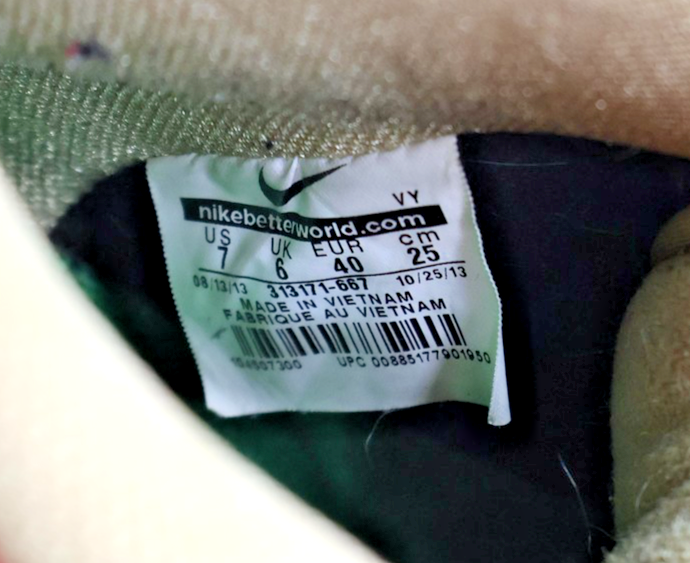 VY
nikebetterworld.com
US UK EUR cm
7 6 40 25
08/13/13 313171-667 10/25/13
MADE IN VIETNAM
FABRIQUE AU VIETNAM
UPC 00885177901950